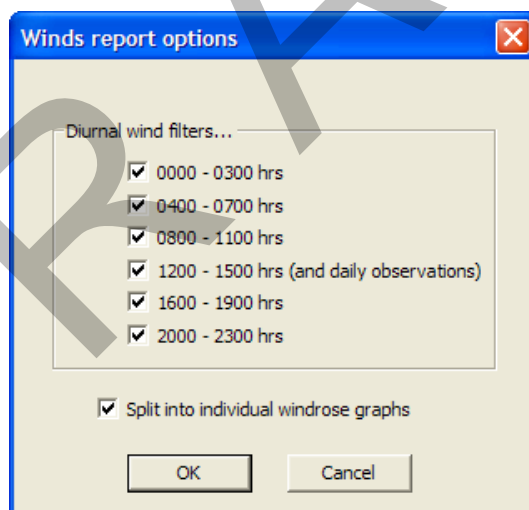 Winds report options
Diurnal wind filters...
0000 - 0300 hrs
0400 - 0700 hrs
0800 - 1100 hrs
1200 - 1500 hrs (and daily observations)
1600 - 1900 hrs
2000 - 2300 hrs
Split into individual windrose graphs
OK
Cancel